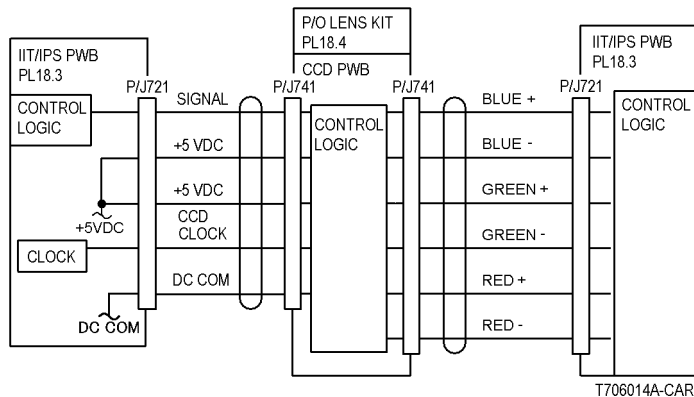 IIT/IPS PWB
PL18.3
CONTROL
LOGIC
+5VDC
CLOCK
DC COM
P/J721
SIGNAL
+5 VDC
+5 VDC
CCD
CLOCK
DC COM
P/J741
P/O LENS KIT
PL18.4
CCD PWB
CONTROL
LOGIC
P/J741
BLUE +
BLUE -
GREEN +
GREEN -
RED +
RED -
P/J721
IIT/IPS PWB
PL18.3
CONTROL
LOGIC
T706014A-CAR